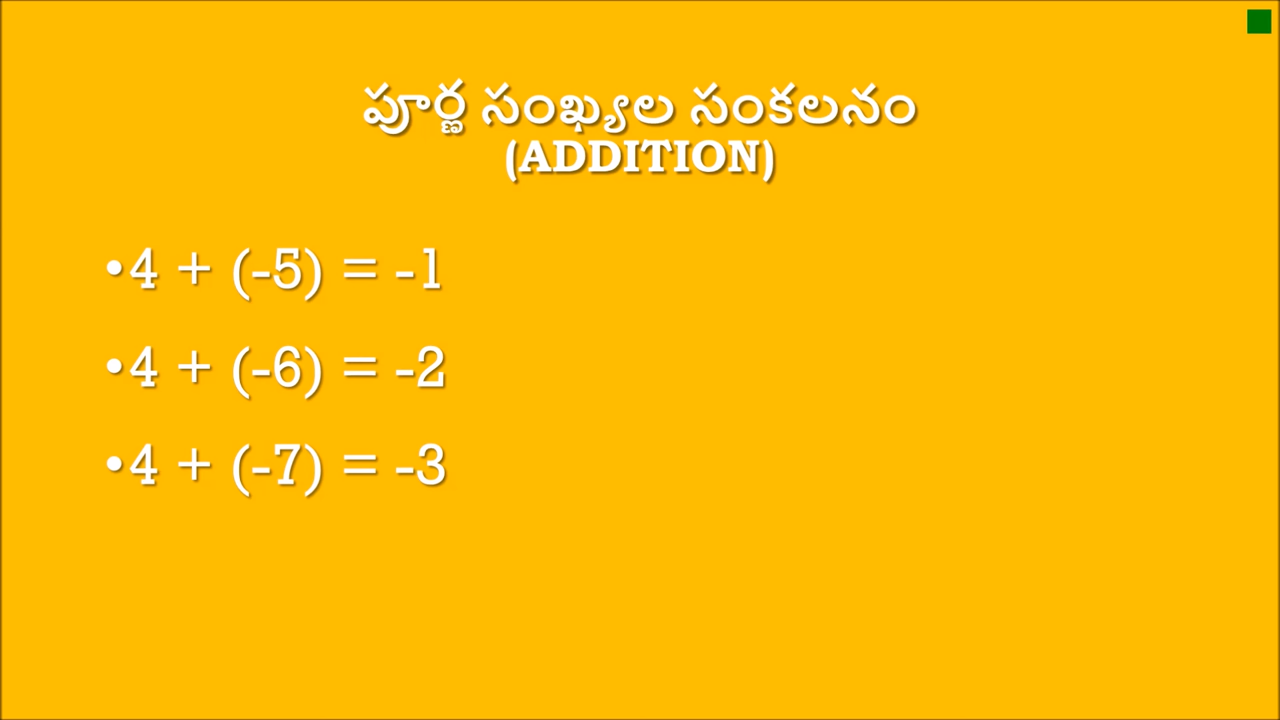 పూర్ణ సంఖ్యల సంకలనం
(ADDITION)
•4 + (-5) = -1
•4 + (-6) = -2
•4 + (-7) = -3